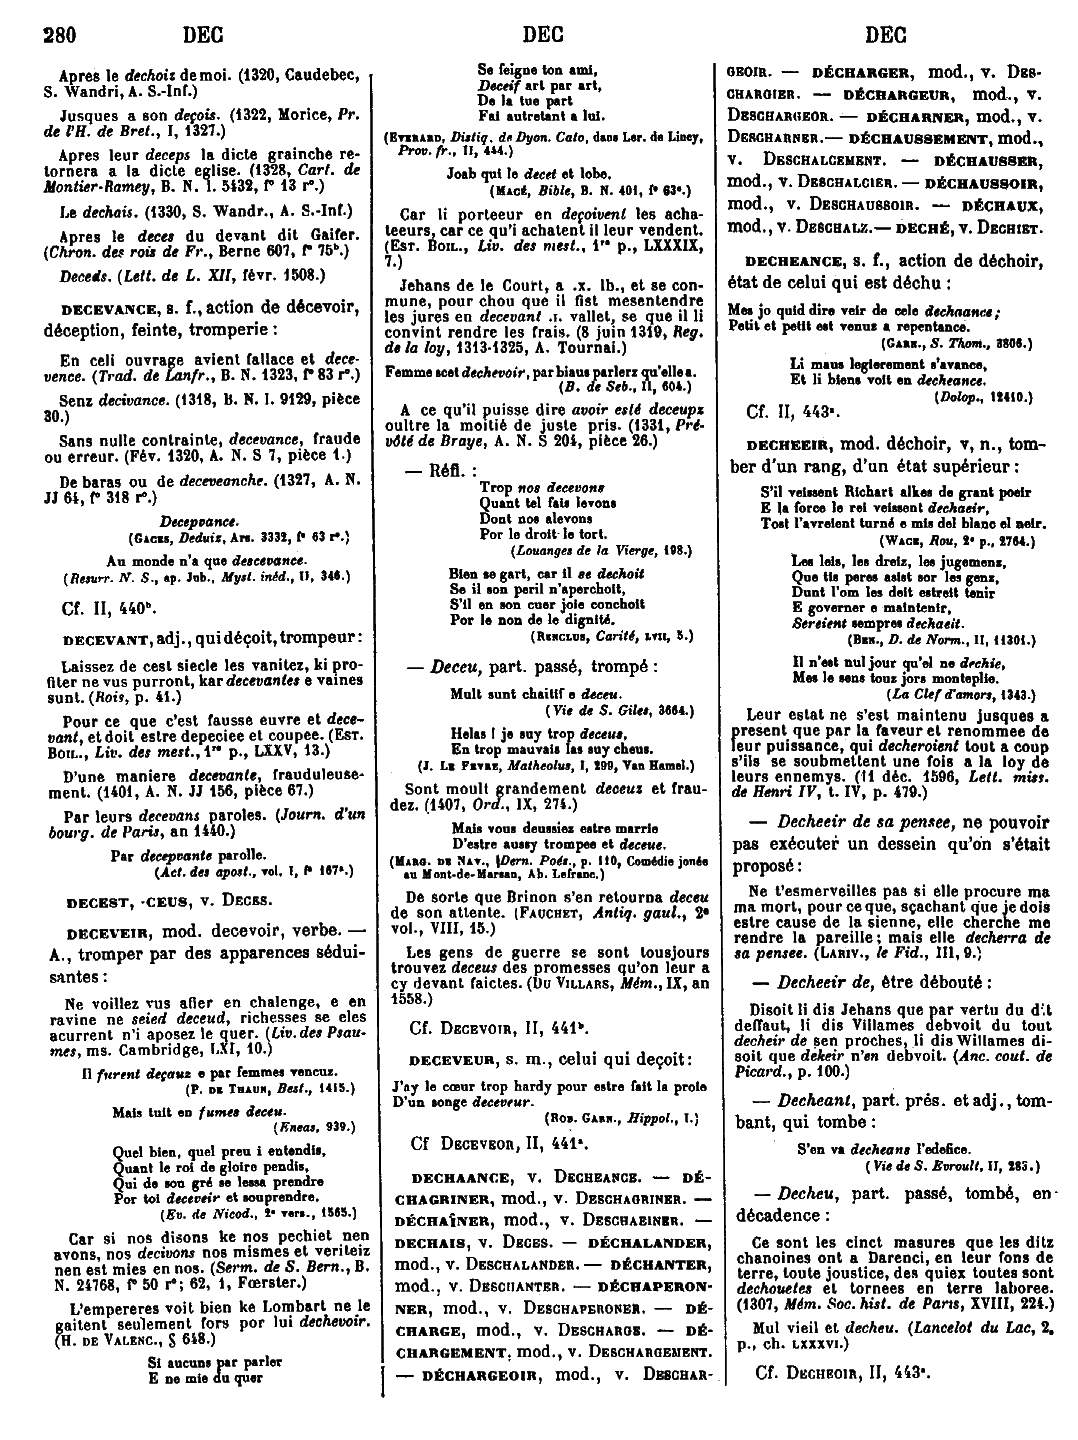 280 DEC DEC DEC
Apres le dechoiz de moi. (1320, Caudebec,
S. Wandri, A. S.-Inf.)
Jusques a son deçois. (1322, Morice, Pr.
de l'H. de Bret., I, 1327.)
Apres leur deceps la dicte grainche re-
tornera a la dicte eglise. (1328, Cart. de
Montier-Ramey, B. N. l. 5432, f° 13 r°.)
Le dechais. (1330, S. Wandr., A. S.-Inf.)
Apres le deces du devant dit Gaifer.
(Chron. des rois de Fr., Berne 607, f° 75ᵇ.)
Deceds. (Lett. de L. XII, févr. 1508.)
DECEVANCE, s. f., action de décevoir,
déception, feinte, tromperie :
En celi ouvrage avient fallace et dece-
vence. (Trad. de Lanfr., B. N. 1323, f° 83 r°.)
Senz decivance. (1318, B. N. l. 9129, pièce
30.)
Sans nulle contrainte, decevance, fraude
ou erreur. (Fév. 1320, A. N. S 7, pièce 1.)
De baras ou de deceveanche. (1327, A. N.
JJ 64, f° 318 r°.)
Decepvance.
(GACES, Deduiz, Ars. 3332, f° 63 r°.)
Au monde n'a que descevance.
(Resurr. N. S., ap. Jub., Myst. inéd., II, 346.)
Cf. II, 440ᵇ.
DECEVANT, adj., qui déçoit, trompeur :
Laissez de cest siecle les vanitez, ki pro-
fiter ne vus purront, kar decevantes e vaines
sunt. (Rois, p. 41.)
Pour ce que c'est fausse euvre et dece-
vant, et doit estre depeciee et coupee. (EST.
BOIL., Liv. des mest., 1ʳᵉ p., LXXV, 13.)
D'une maniere decevante, frauduleuse-
ment. (1401, A. N. JJ 156, pièce 67.)
Par leurs decevans paroles. (Journ. d'un
bourg. de Paris, an 1440.)
Par decepvante parolle.
(Act. des apost., vol. I, f° 167ᵃ.)
DECEST, -CEUS, v. DECES.
DECEVEIR, mod. decevoir, verbe. —
A., tromper par des apparences sédui-
santes :
Ne voillez vus afier en chalenge, e en
ravine ne seied deceud, richesses se eles
acurrent n'i aposez le quer. (Liv. des Psau-
mes, ms. Cambridge, LXI, 10.)
Il furent deçauz e par femmes vencuz.
(P. DE THAUN, Best., 1415.)
Mais tuit en fumes deceu.
(Eneas, 939.)
Quel bien, quel preu i entendis,
Quant le roi de gloire pendis,
Qui de son gré se lessa prendre
Por toi deceveir et souprendre.
(Ev. de Nicod., 2ᵉ vers., 1565.)
Car si nos disons ke nos pechiet nen
avons, nos decivons nos mismes et veriteiz
nen est mies en nos. (Serm. de S. Bern., B.
N. 24768, f° 50 r°; 62, 1, Fœrster.)
L'empereres voit bien ke Lombart ne le
gaitent seulement fors por lui dechevoir.
(H. DE VALENC., § 648.)
Si aucuns par parler
E ne mie du quer
Se feigne ton ami,
Deceif art par art,
De la tue part
Fai autretant a lui.
(EVERARD, Distiq. de Dyon. Cato, dans Ler. de Lincy,
Prov. fr., II, 444.)
Joab qui le decet et lobe.
(MACÉ, Bible, B. N. 401, f° 63ᵃ.)
Car li porteeur en deçoivent les acha-
teeurs, car ce qu'i achatent il leur vendent.
(EST. BOIL., Liv. des mest., 1ʳᵉ p., LXXXIX,
7.)
Jehans de le Court, a .x. lb., et se con-
mune, pour chou que il fist mesentendre
les jures en decevant .I. vallet, se que il li
convint rendre les frais. (8 juin 1319, Reg.
de la loy, 1313-1325, A. Tournai.)
Femme scet dechevoir, par biaus parlerz qu'elle a.
(B. de Seb., II, 604.)
A ce qu'il puisse dire avoir esté deceupz
oultre la moitié de juste pris. (1331, Pré-
vôté de Braye, A. N. S 204, pièce 26.)
— Réfl. :
Trop nos decevons
Quant tel fais levons
Dont nos alevons
Por le droit le tort.
(Louanges de la Vierge, 198.)
Bien se gart, car il se dechoit
Se il son peril n'aperchoit,
S'il en son cuer joie conchoit
Por le non de le dignité.
(RENCLUS, Carité, LVII, 5.)
— Deceu, part. passé, trompé :
Mult sunt chaitif e deceu.
(Vie de S. Giles, 3664.)
Helas ! je suy trop deceus,
En trop mauvais las suy cheus.
(J. LE FEVRE, Matheolus, I, 299, Van Hamel.)
Sont moult grandement deceuz et frau-
dez. (1407, Ord., IX, 274.)
Mais vous deussiez estre marrie
D'estre aussy trompee et deceue.
(MARG. DE NAV., Dern. Poés., p. 110, Comédie jonée
au Mont-de-Marsan, Ab. Lefranc.)
De sorte que Brinon s'en retourna deceu
de son attente. (FAUCHET, Antiq. gaul., 2ᵉ
vol., VIII, 15.)
Les gens de guerre se sont tousjours
trouvez deceus des promesses qu'on leur a
cy devant faictes. (DU VILLARS, Mém., IX, an
1558.)
Cf. DECEVOIR, II, 441ᵇ.
DECEVEUR, s. m., celui qui deçoit :
J'ay le cœur trop hardy pour estre fait la proie
D'un songe deceveur.
(ROB. GARN., Hippol., I.)
Cf DECEVEOR, II, 441ᵃ.
DECHAANCE, v. DECHEANCE. — DÉ-
CHAGRINER, mod., v. DESCHAGRINER. —
DÉCHAÎNER, mod., v. DESCHAEINER. —
DECHAIS, v. DECES. — DÉCHALANDER,
mod., v. DESCHALANDER. — DÉCHANTER,
mod., v. DESCHANTER. — DÉCHAPERON-
NER, mod., v. DESCHAPERONER. — DÉ-
CHARGE, mod., v. DESCHARGE. — DÉ-
CHARGEMENT, mod., v. DESCHARGEMENT.
— DÉCHARGEOIR, mod., v. DESCHAR-
GEOIR. — DÉCHARGER, mod., v. DES-
CHARGIER. — DÉCHARGEUR, mod., v.
DESCHARGEOR. — DÉCHARNER, mod., v.
DESCHARNER. — DÉCHAUSSEMENT, mod.,
v. DESCHALCEMENT. — DÉCHAUSSER,
mod., v. DESCHALCIER. — DÉCHAUSSOIR,
mod., v. DESCHAUSSOIR. — DÉCHAUX,
mod., v. DESCHALZ. — DECHÉ, v. DECHIET.
DECHEANCE, s. f., action de déchoir,
état de celui qui est déchu :
Mes jo quid dire veir de cele dechaance;
Petit et petit est venuz a repentance.
(GARN., S. Thom., 3806.)
Li maus legierement s'avance,
Et li biens voit en decheance.
(Dolop., 12410.)
Cf. II, 443ᵃ.
DECHEEIR, mod. déchoir, v, n., tom-
ber d'un rang, d'un état supérieur :
S'il veissent Richart alkes de grant poeir
E la force le rei veissent dechaeir,
Tost l'avreient turné e mis del blanc el neir.
(WACE, Rou, 2ᵉ p., 2764.)
Les leis, les dreiz, les jugemenz,
Que tis peres asist sor les genz,
Dunt l'om les deit estreit tenir
E governer e maintenir,
Sereient sempres dechaeit.
(BEN., D. de Norm., II, 11301.)
Il n'est nul jour qu'el ne dechie,
Mes le sens touz jors monteplie.
(La Clef d'amors, 1343.)
Leur estat ne s'est maintenu jusques a
present que par la faveur et renommee de
leur puissance, qui decheroient tout a coup
s'ils se soubmettent une fois a la loy de
leurs ennemys. (11 déc. 1596, Lett. miss.
de Henri IV, t. IV, p. 479.)
— Decheeir de sa pensee, ne pouvoir
pas exécuter un dessein qu'on s'était
proposé :
Ne t'esmerveilles pas si elle procure ma
ma mort, pour ce que, sçachant que je dois
estre cause de la sienne, elle cherche me
rendre la pareille ; mais elle decherra de
sa pensee. (LARIV., le Fid., III, 9.)
— Decheeir de, être débouté :
Disoit li dis Jehans que par vertu du dit
deffaut, li dis Villames debvoit du tout
decheir de sen proches, li dis Willames di-
soit que dekeir n'en debvoit. (Anc. cout. de
Picard., p. 100.)
— Decheant, part. prés. et adj., tom-
bant, qui tombe :
S'en va decheans l'edefice.
(Vie de S. Evroult, II, 283.)
— Decheu, part. passé, tombé, en
décadence :
Ce sont les cinct masures que les ditz
chanoines ont a Darenci, en leur fons de
terre, toute joustice, des quiex toutes sont
dechouetes et tornees en terre laboree.
(1307, Mém. Soc. hist. de Paris, XVIII, 224.)
Mul vieil et decheu. (Lancelot du Lac, 2,
p., ch. LXXXVI.)
Cf. DECHEOIR, II, 443ᵃ.